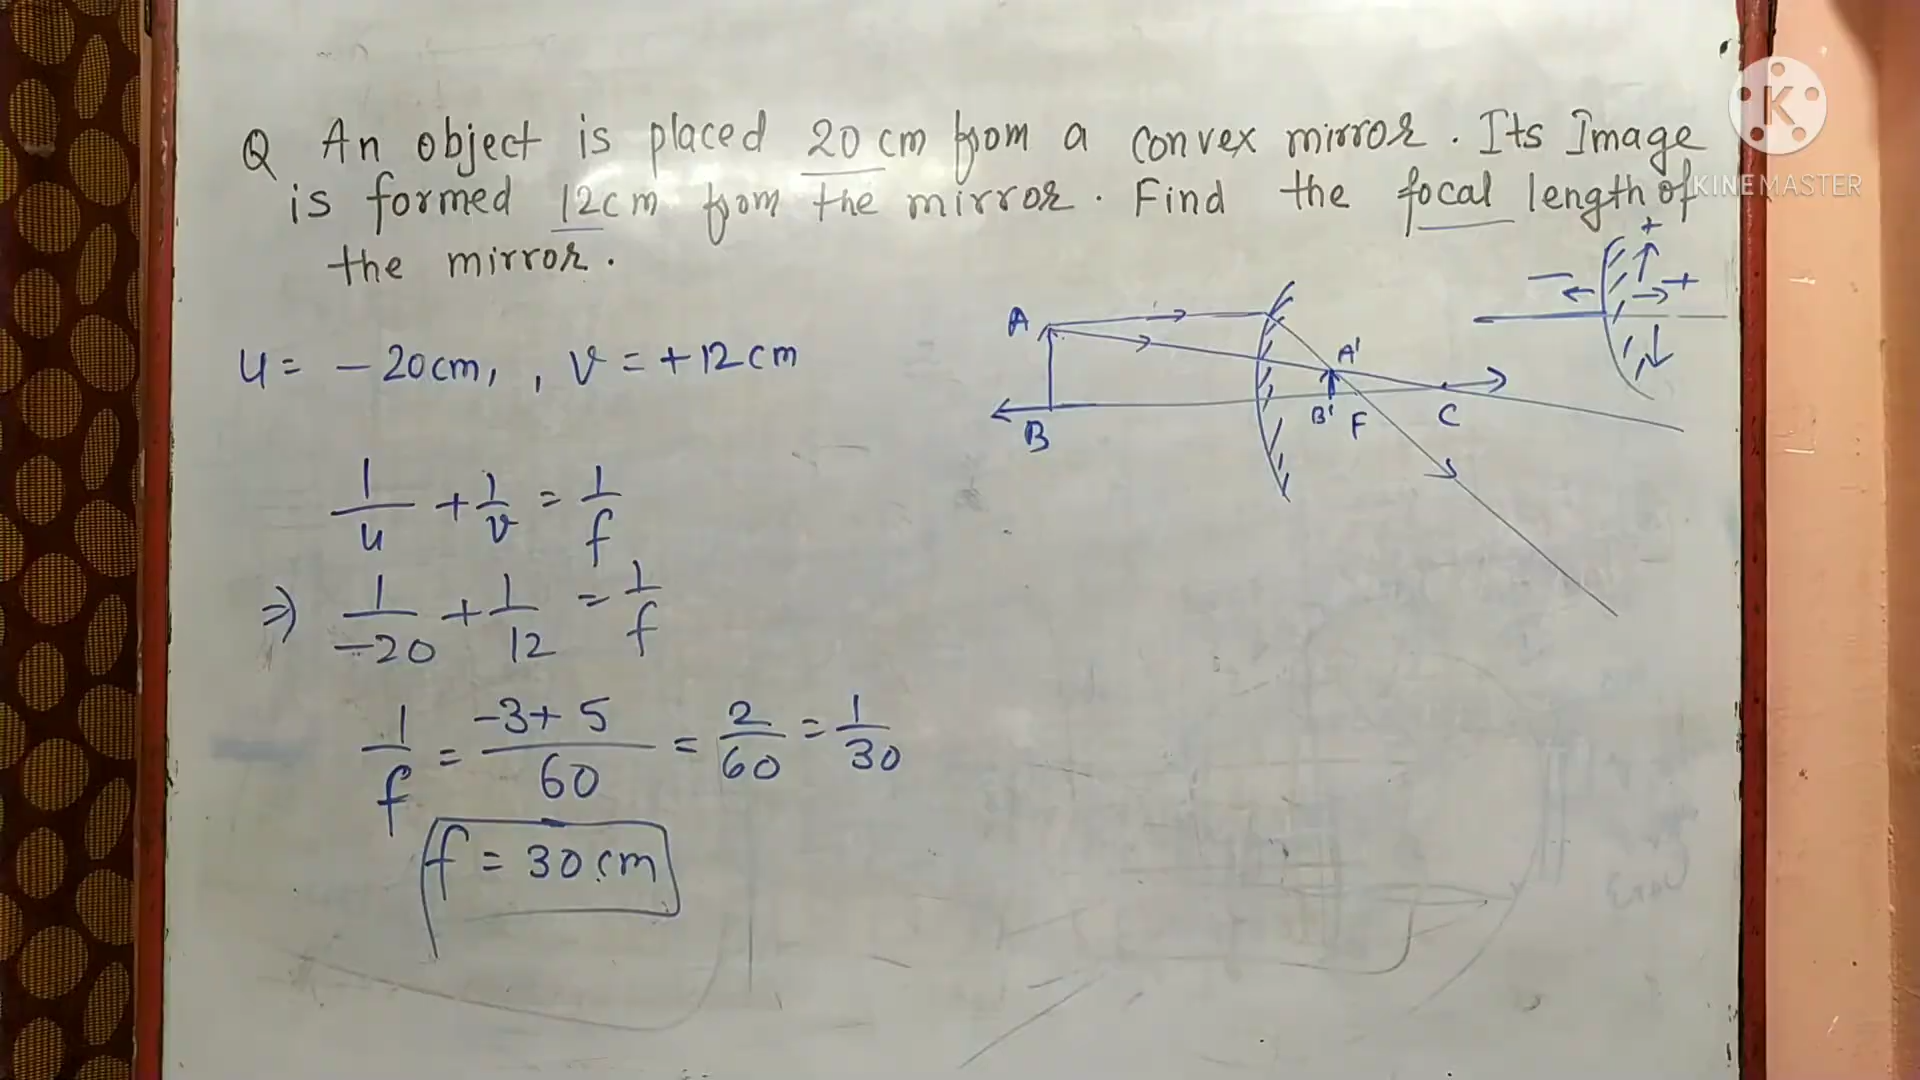 Q An object is placed 20 cm from a convex mirror. Its Image
is formed 12cm from the mirror. Find the focal length of
the mirror.
K
KINEMASTER
u = - 20cm, , v = +12cm
1/u + 1/v = 1/f
⇒ 1/-20 + 1/12 = 1/f
1/f = -3+5/60 = 2/60 = 1/30
f = 30 cm
+
- +
A
A'
B
B' F
C